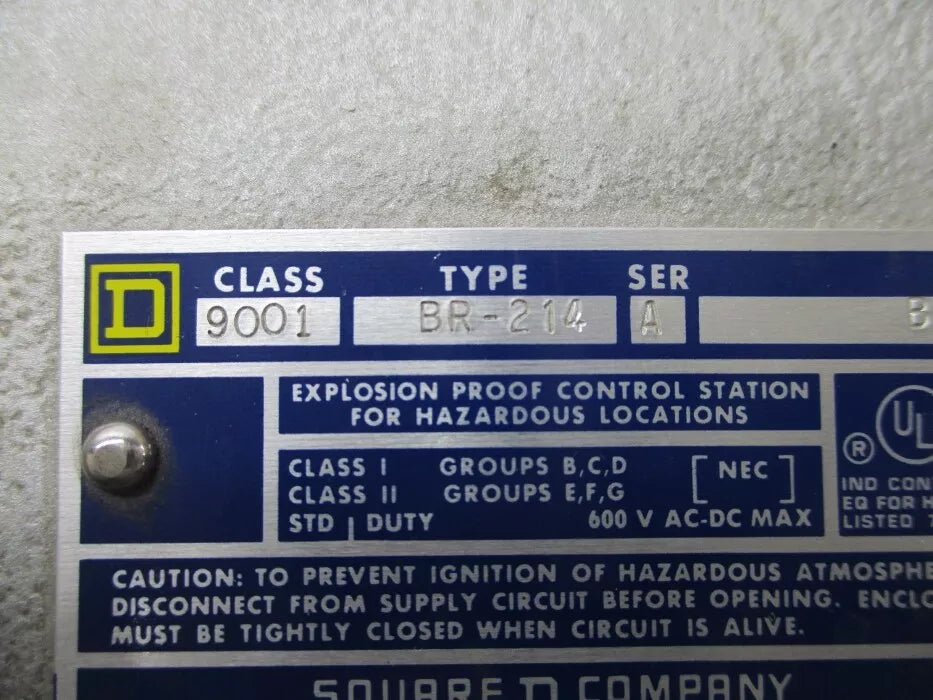 D CLASS TYPE SER
9001 BR-214 A B
EXPLOSION PROOF CONTROL STATION
FOR HAZARDOUS LOCATIONS
CLASS I GROUPS B,C,D [NEC]
CLASS II GROUPS E,F,G
STD DUTY 600 V AC-DC MAX
® UL
IND CON
EQ FOR H
LISTED 7
CAUTION: TO PREVENT IGNITION OF HAZARDOUS ATMOSPHE
DISCONNECT FROM SUPPLY CIRCUIT BEFORE OPENING. ENCLO
MUST BE TIGHTLY CLOSED WHEN CIRCUIT IS ALIVE.
SQUARE D COMPANY